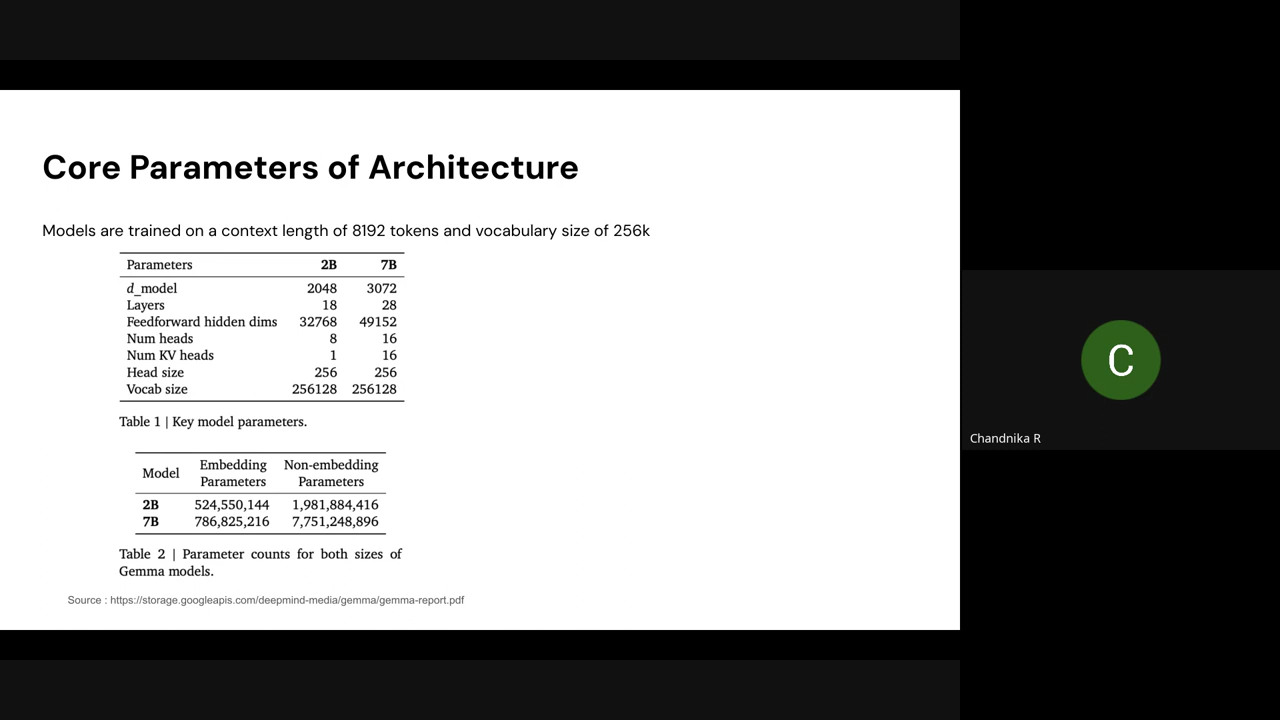 Core Parameters of Architecture
Models are trained on a context length of 8192 tokens and vocabulary size of 256k
Parameters 2B 7B
d_model 2048 3072
Layers 18 28
Feedforward hidden dims 32768 49152
Num heads 8 16
Num KV heads 1 16
Head size 256 256
Vocab size 256128 256128
Table 1 | Key model parameters.
Model Embedding Parameters Non-embedding Parameters
2B 524,550,144 1,981,884,416
7B 786,825,216 7,751,248,896
Table 2 | Parameter counts for both sizes of
Gemma models.
Source : https://storage.googleapis.com/deepmind-media/gemma/gemma-report.pdf
C
Chandnika R